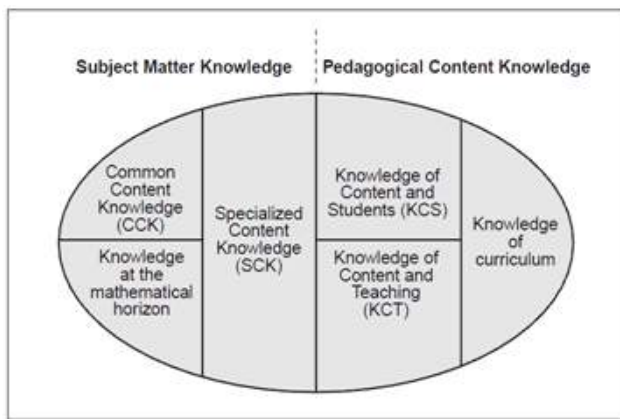 Subject Matter Knowledge
Pedagogical Content Knowledge
Common
Content
Knowledge
(CCK)
Knowledge
at the
mathematical
horizon
Specialized
Content
Knowledge
(SCK)
Knowledge of
Content and
Students (KCS)
Knowledge of
Content and
Teaching
(KCT)
Knowledge
of
curriculum